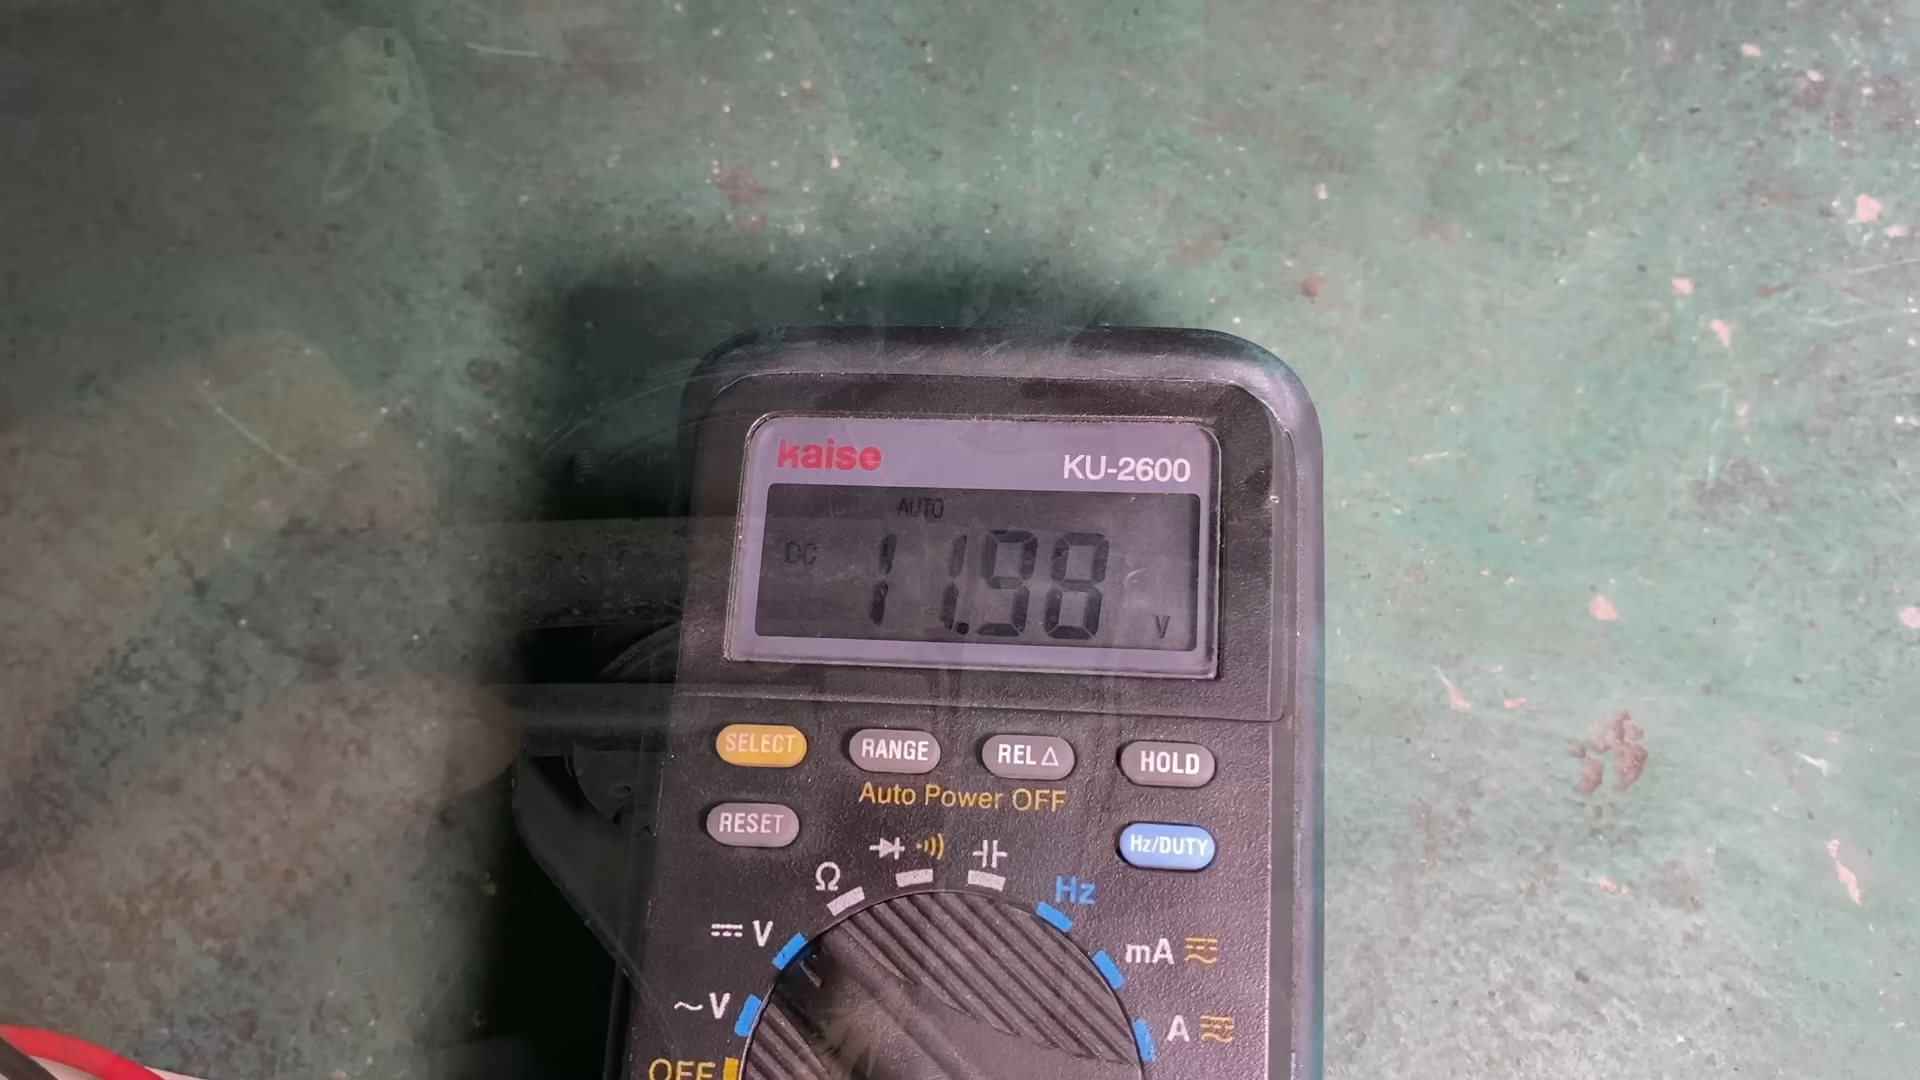 kaise
KU-2600
AUTO
DC 11.98 V
SELECT RANGE REL△ HOLD
Auto Power OFF
RESET Hz/DUTY
Ω Hz
⎓ V mA
~V A
OFF